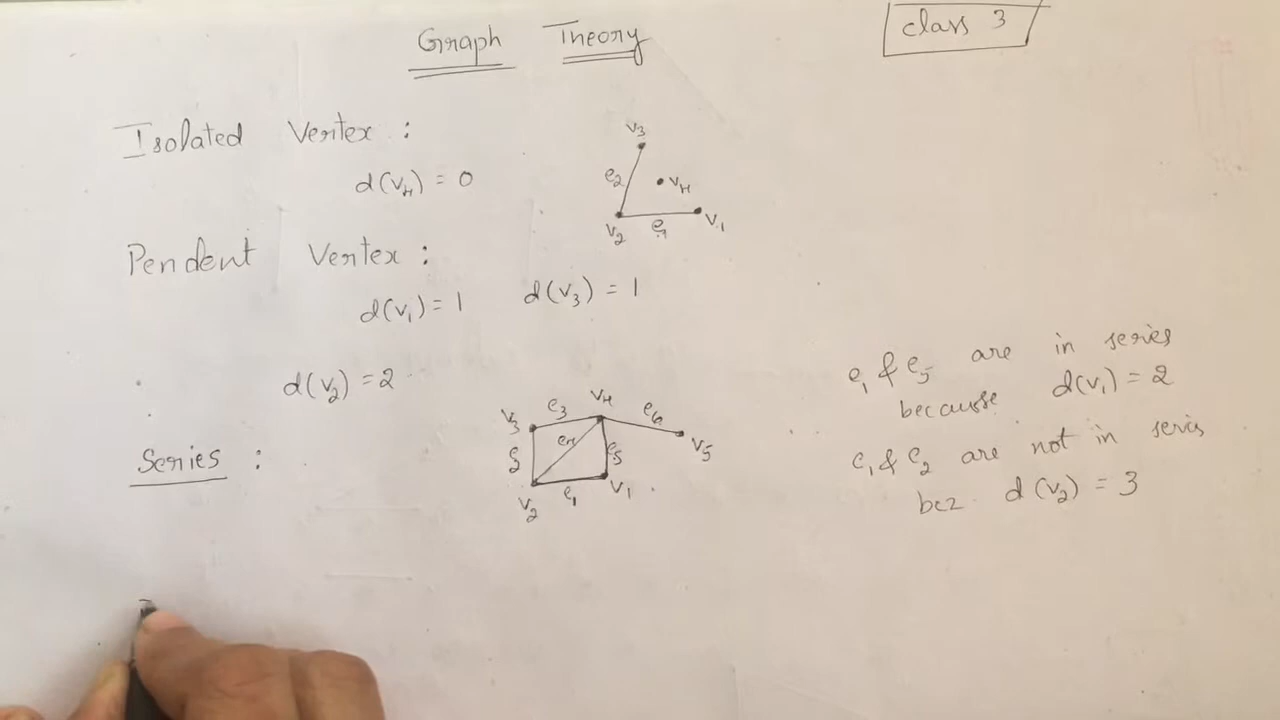 Graph Theory
class 3
Isolated Vertex :
d(v4) = 0
v3
e2
v4
v2
e1
v1
Pendent Vertex :
d(v1) = 1 d(v3) = 1
d(v2) = 2
Series :
v3
e3
v4
e6
v5
e2
e4
e5
v2
e1
v1
e1 & e5 are in series
because d(v1) = 2
e1 & e2 are not in series
bcz d(v2) = 3